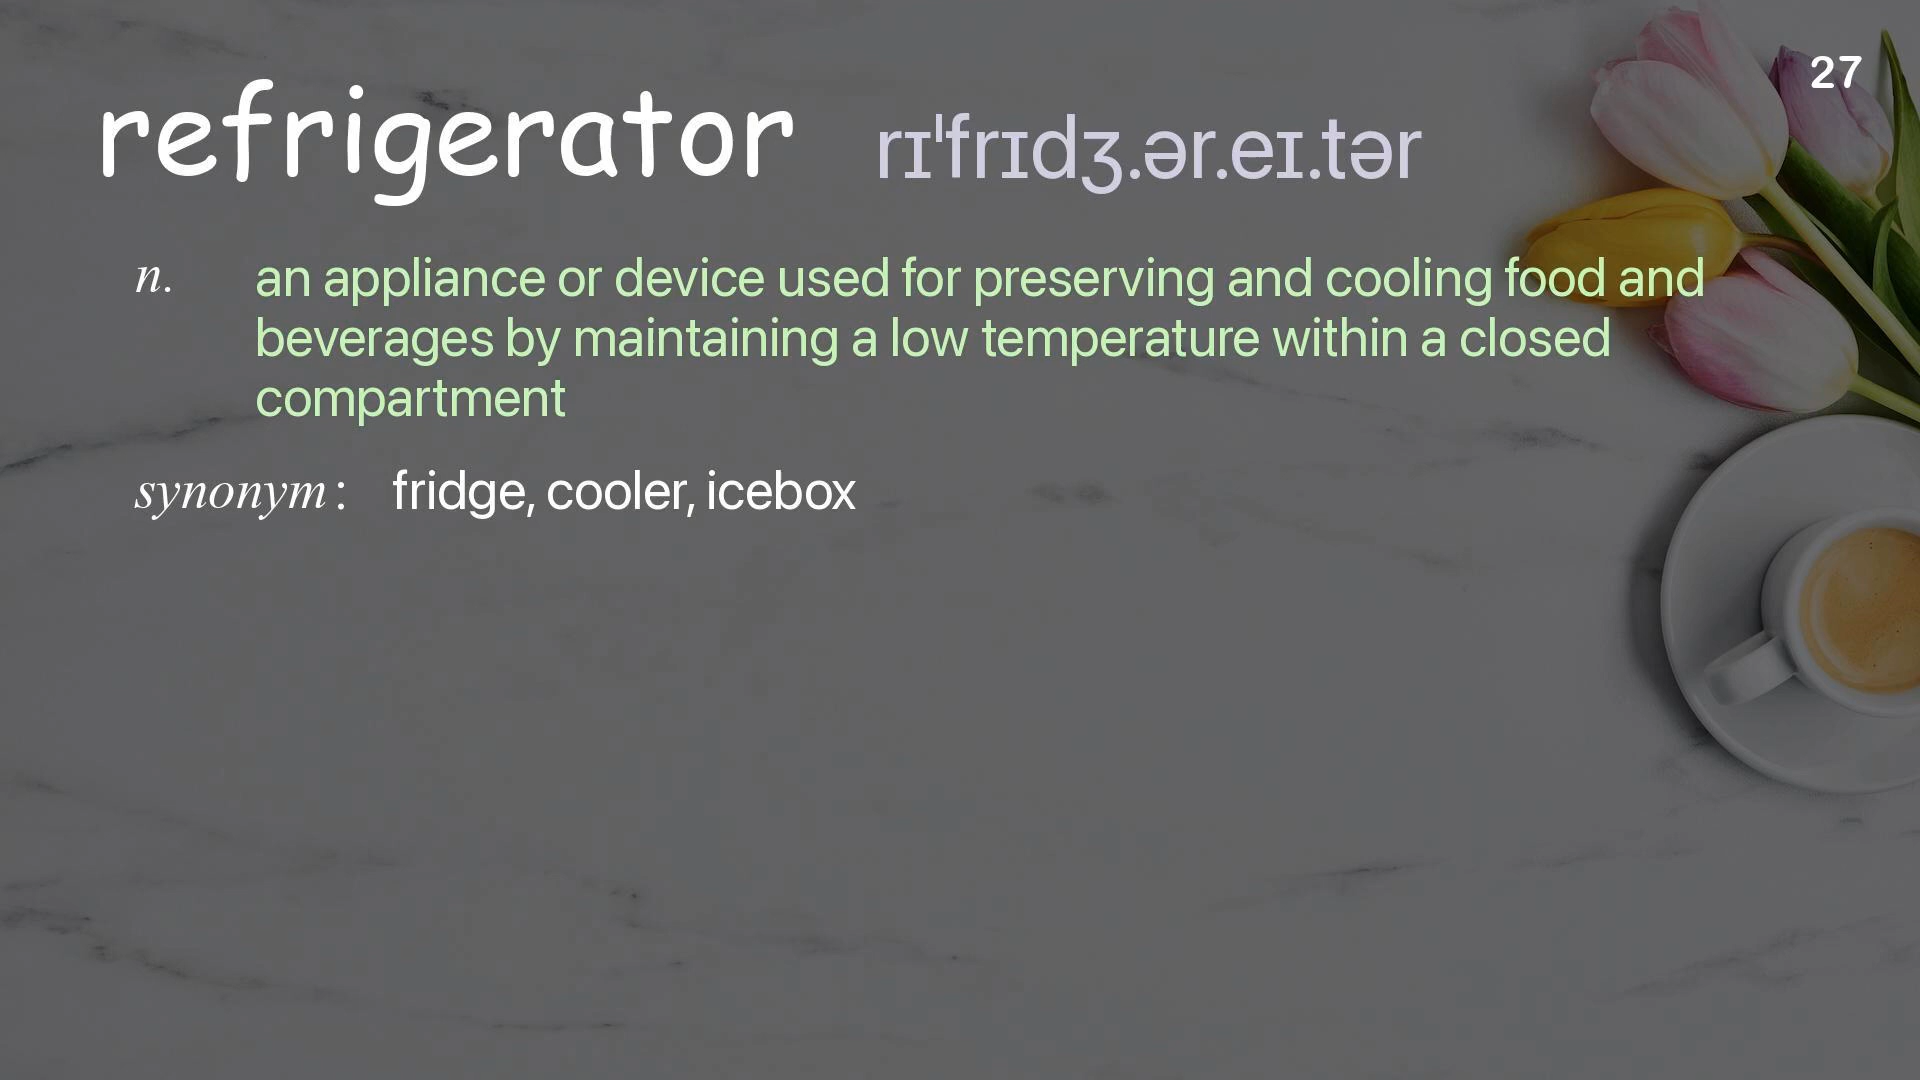 27
refrigerator rɪˈfrɪdʒ.ər.eɪ.tər
n. an appliance or device used for preserving and cooling food and
beverages by maintaining a low temperature within a closed
compartment
synonym: fridge, cooler, icebox